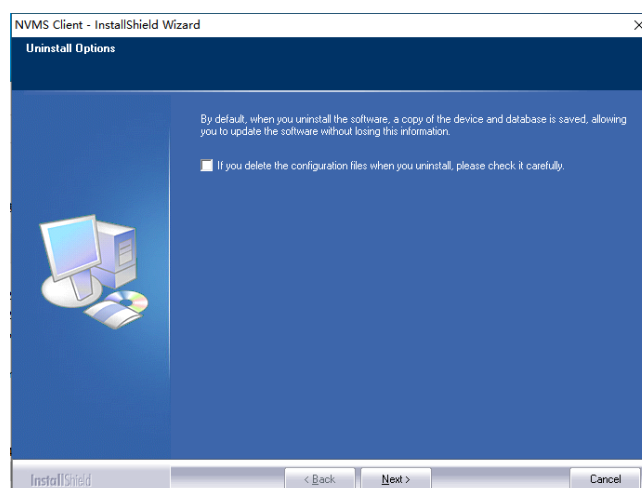 NVMS Client - InstallShield Wizard
Uninstall Options
By default, when you uninstall the software, a copy of the device and database is saved, allowing
you to update the software without losing this information.
If you delete the configuration files when you uninstall, please check it carefully.
InstallShield
< Back
Next >
Cancel